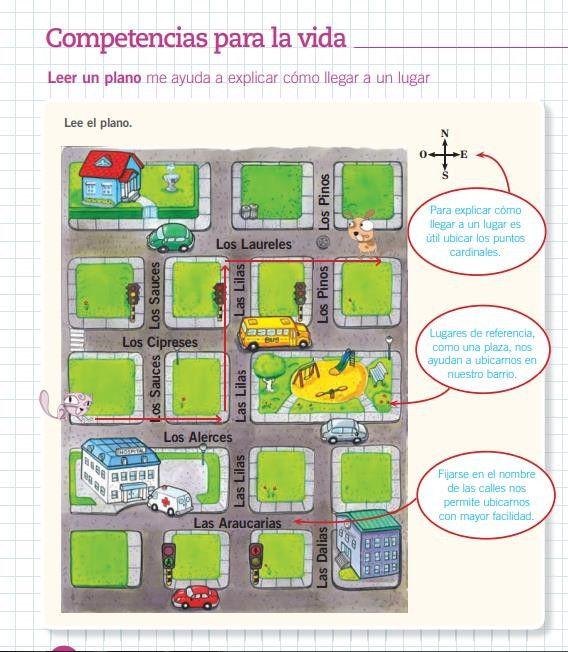 Competencias para la vida
Leer un plano me ayuda a explicar cómo llegar a un lugar
Lee el plano.
N
O E
S
Para explicar cómo
llegar a un lugar es
útil ubicar los puntos
cardinales.
Los Pinos
Los Laureles
Los Sauces
Las Lilas
Los Pinos
BUS
Los Cipreses
Lugares de referencia,
como una plaza, nos
ayudan a ubicarnos en
nuestro barrio.
Los Sauces
Las Lilas
Los Alerces
HOSPITAL
Las Lilas
Fijarse en el nombre
de las calles nos
permite ubicarnos
con mayor facilidad.
Las Araucarias
Las Dalias